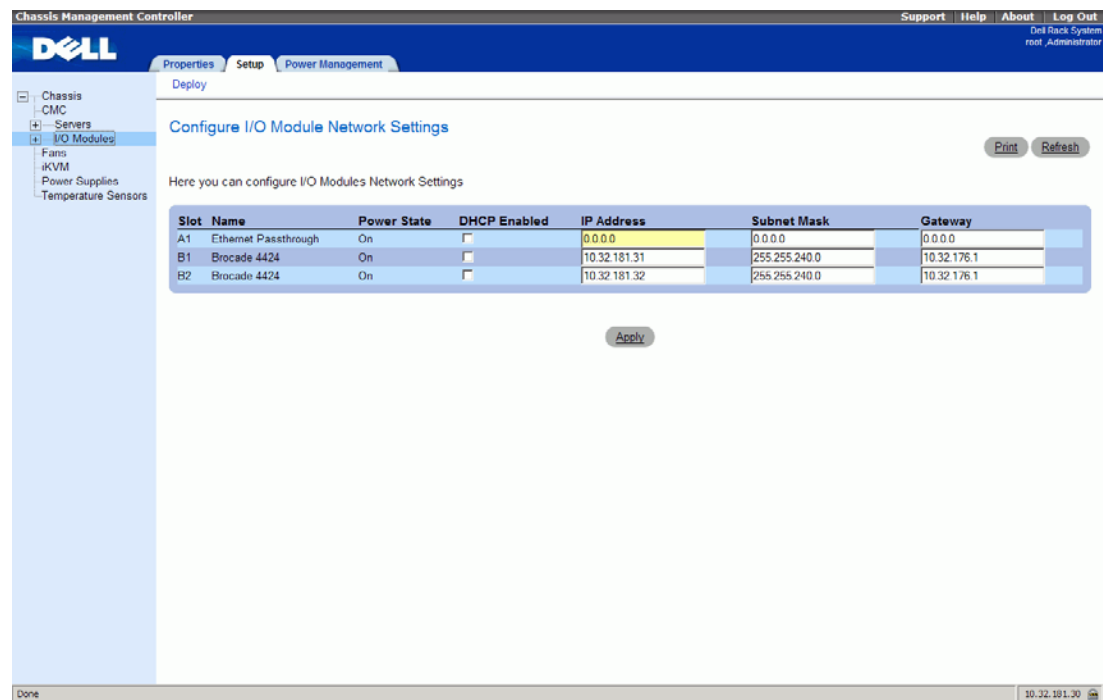 Chassis Management Controller
Support Help About Log Out
DELL
Dell Rack System
root ,Administrator
Properties Setup Power Management
Deploy
Chassis
CMC
Servers
I/O Modules
Fans
iKVM
Power Supplies
Temperature Sensors
Configure I/O Module Network Settings
Print Refresh
Here you can configure I/O Modules Network Settings
Slot Name Power State DHCP Enabled IP Address Subnet Mask Gateway
A1 Ethernet Passthrough On 0.0.0.0 0.0.0.0 0.0.0.0
B1 Brocade 4424 On 10.32.181.31 255.255.240.0 10.32.176.1
B2 Brocade 4424 On 10.32.181.32 255.255.240.0 10.32.176.1
Apply
Done
10.32.181.30